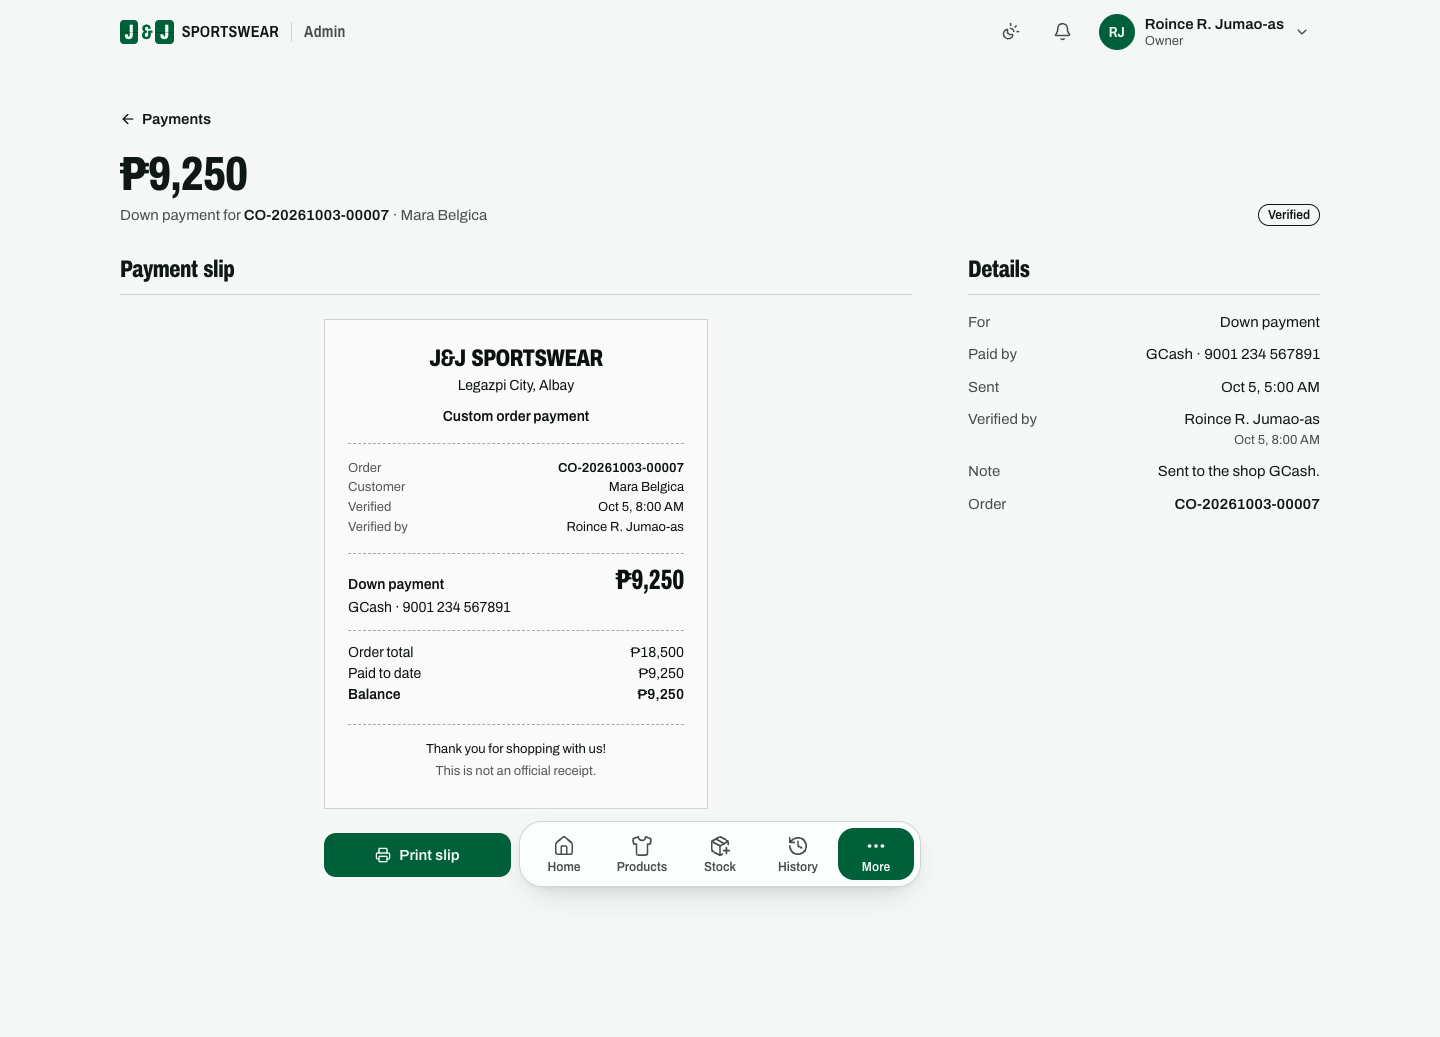 J&J SPORTSWEAR Admin
RJ
Roince R. Jumao-as
Owner
Payments
₱9,250
Down payment for CO-20261003-00007 · Mara Belgica
Verified
Payment slip
J&J SPORTSWEAR
Legazpi City, Albay
Custom order payment
Order CO-20261003-00007
Customer Mara Belgica
Verified Oct 5, 8:00 AM
Verified by Roince R. Jumao-as
Down payment ₱9,250
GCash · 9001 234 567891
Order total ₱18,500
Paid to date ₱9,250
Balance ₱9,250
Thank you for shopping with us!
This is not an official receipt.
Print slip
Details
For Down payment
Paid by GCash · 9001 234 567891
Sent Oct 5, 5:00 AM
Verified by Roince R. Jumao-as
Oct 5, 8:00 AM
Note Sent to the shop GCash.
Order CO-20261003-00007
Home Products Stock History More